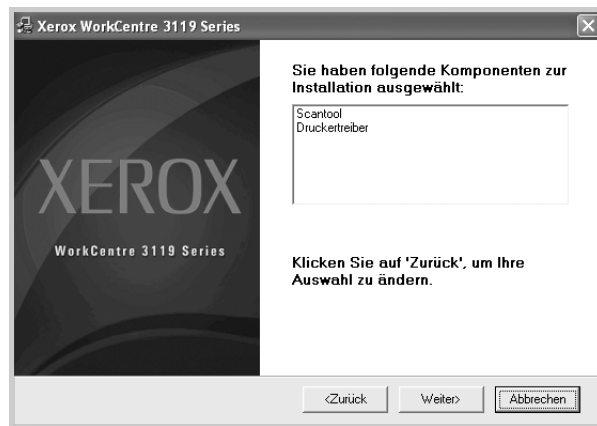 Xerox WorkCentre 3119 Series
Sie haben folgende Komponenten zur
Installation ausgewählt:
Scantool
Druckertreiber
XEROX
WorkCentre 3119 Series
Klicken Sie auf 'Zurück', um Ihre
Auswahl zu ändern.
<Zurück
Weiter>
Abbrechen